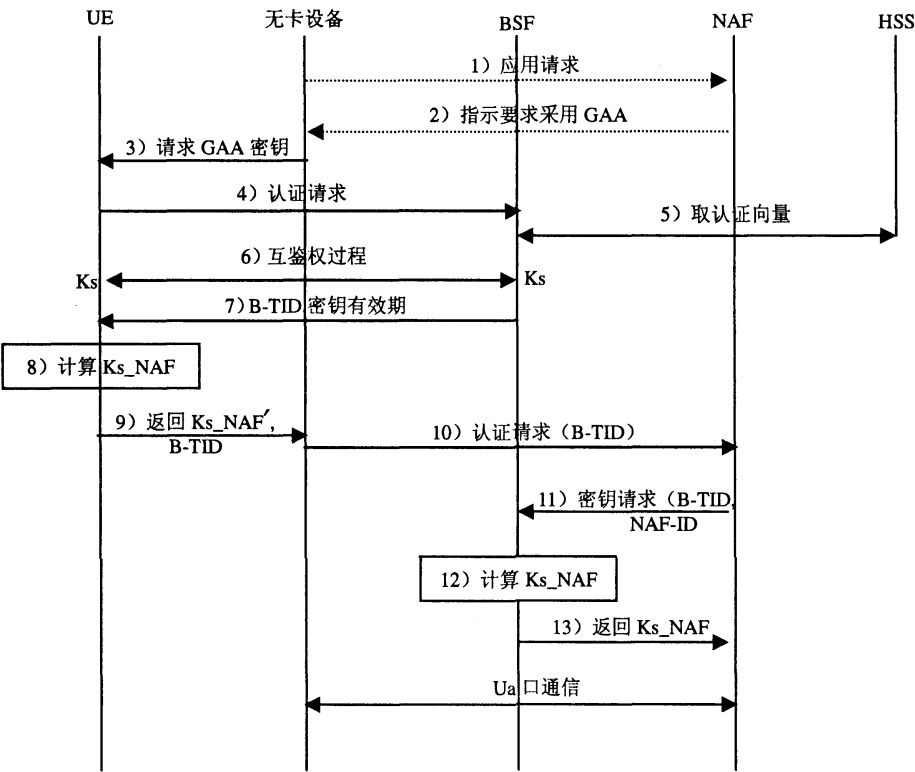 UE
无卡设备
BSF
NAF
HSS
1）应用请求
2）指示要求采用 GAA
3）请求 GAA 密钥
4）认证请求
5）取认证向量
6）互鉴权过程
Ks
Ks
7）B-TID 密钥有效期
8）计算 Ks_NAF
9）返回 Ks_NAF′,
B-TID
10）认证请求（B-TID）
11）密钥请求（B-TID,
NAF-ID
12）计算 Ks_NAF
13）返回 Ks_NAF
Ua 口通信